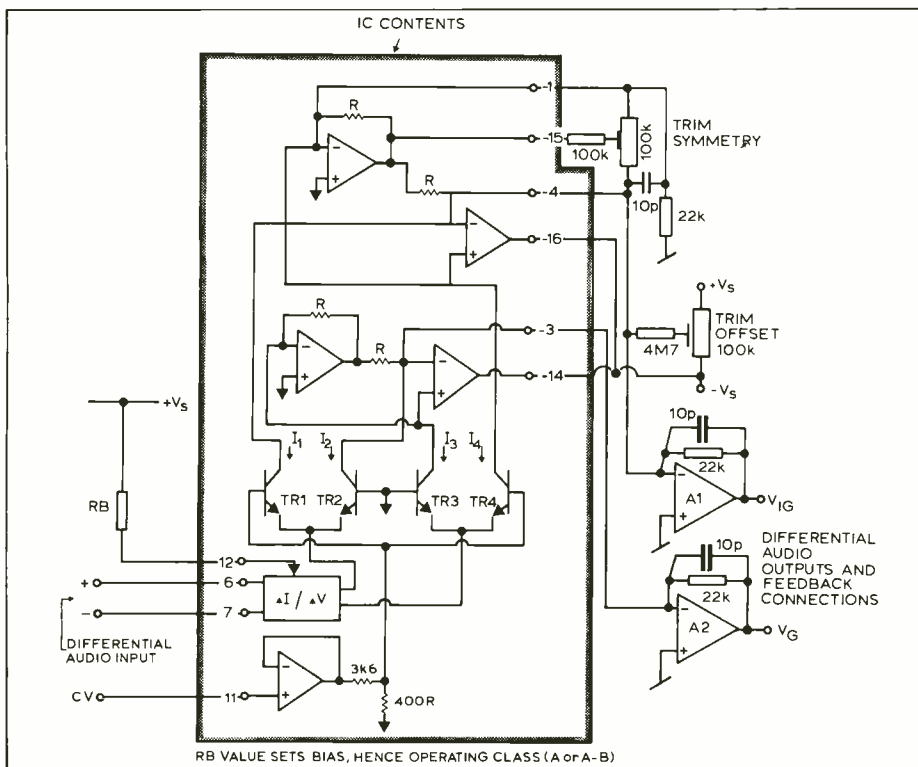 IC CONTENTS
R
-1
-15
100k
100k
TRIM
SYMMETRY
R
-4
10p
22k
-16
+Vs
R
-3
TRIM
OFFSET
100k
4M7
R
-14
-Vs
+Vs
I1
I2
I3
I4
10p
22k
A1
VIG
TR1
TR2
TR3
TR4
RB
12
+
6
ΔI / ΔV
-
7
DIFFERENTIAL
AUDIO INPUT
10p
22k
A2
VG
DIFFERENTIAL
AUDIO
OUTPUTS AND
FEEDBACK
CONNECTIONS
3k6
CV
11
400R
RB VALUE SETS BIAS, HENCE OPERATING CLASS (A or A-B)